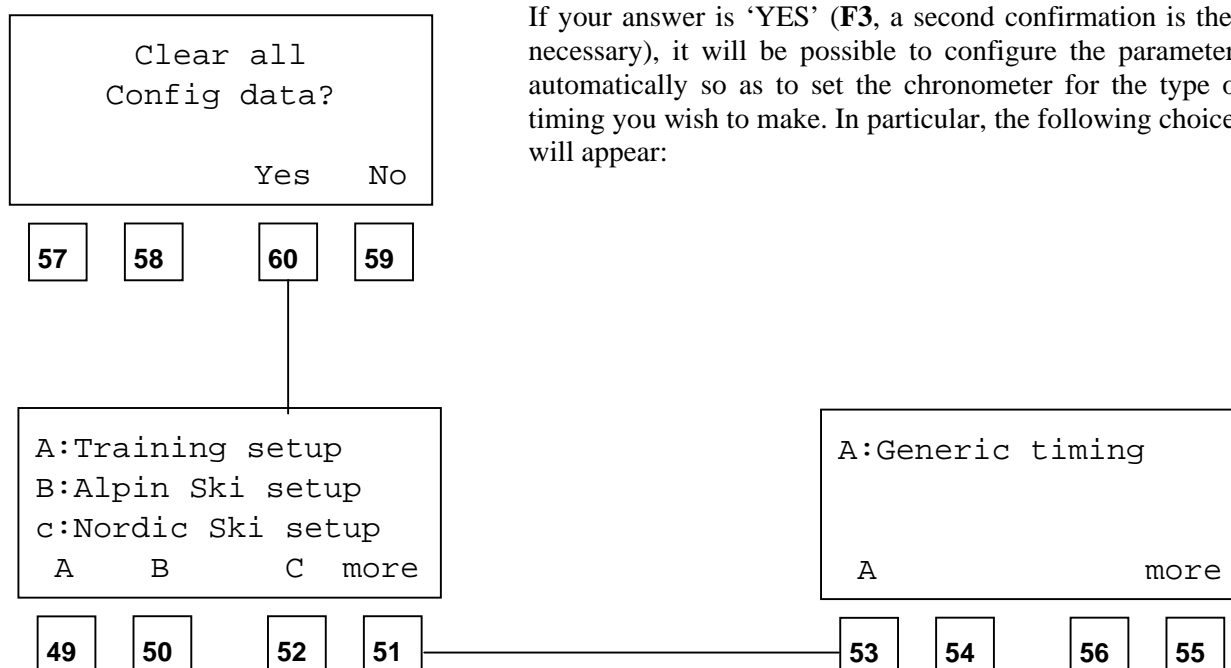 Clear all
Config data?
Yes No
57 58 60 59
If your answer is ‘YES’ (F3, a second confirmation is the
necessary), it will be possible to configure the parameter
automatically so as to set the chronometer for the type o
timing you wish to make. In particular, the following choice
will appear:
A:Training setup
B:Alpin Ski setup
c:Nordic Ski setup
A B C more
49 50 52 51
A:Generic timing
A more
53 54 56 55